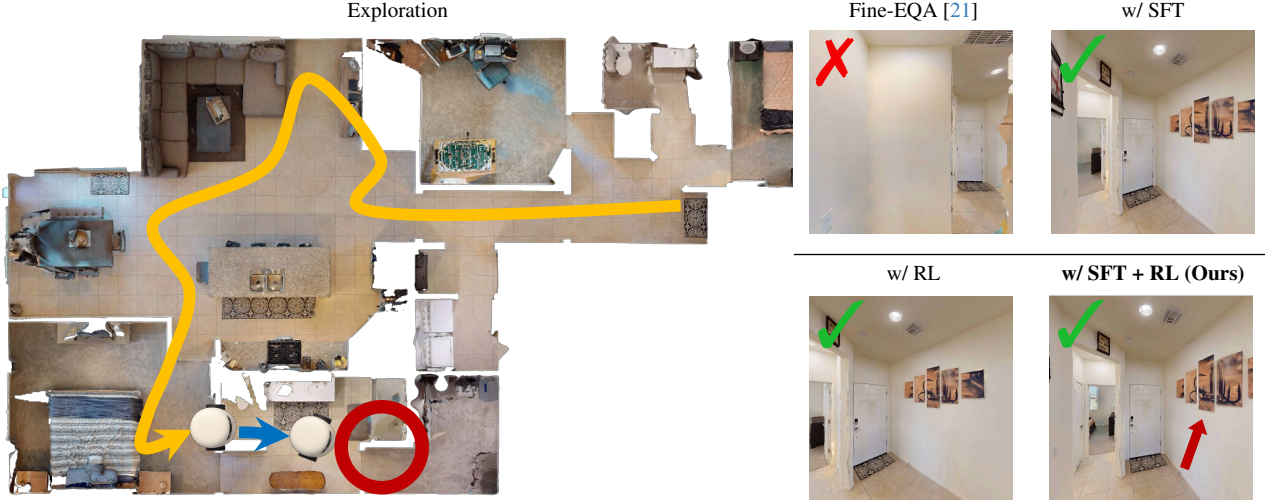 Exploration
Fine-EQA [21]
w/ SFT
w/ RL
w/ SFT + RL (Ours)